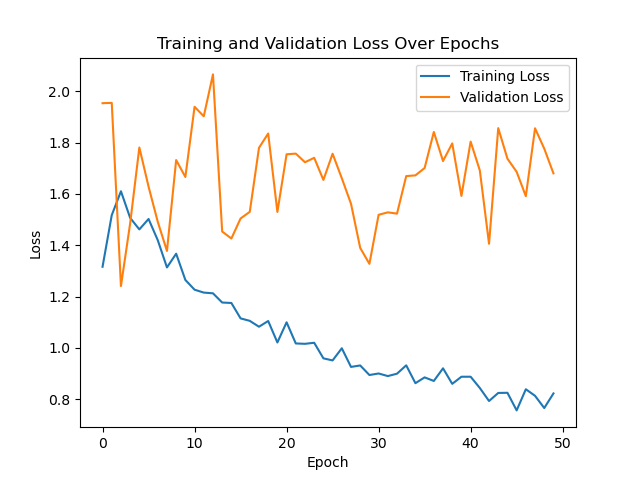 Training and Validation Loss Over Epochs
Training Loss
Validation Loss
2.0
1.8
1.6
1.4
1.2
1.0
0.8
Loss
0 10 20 30 40 50
Epoch